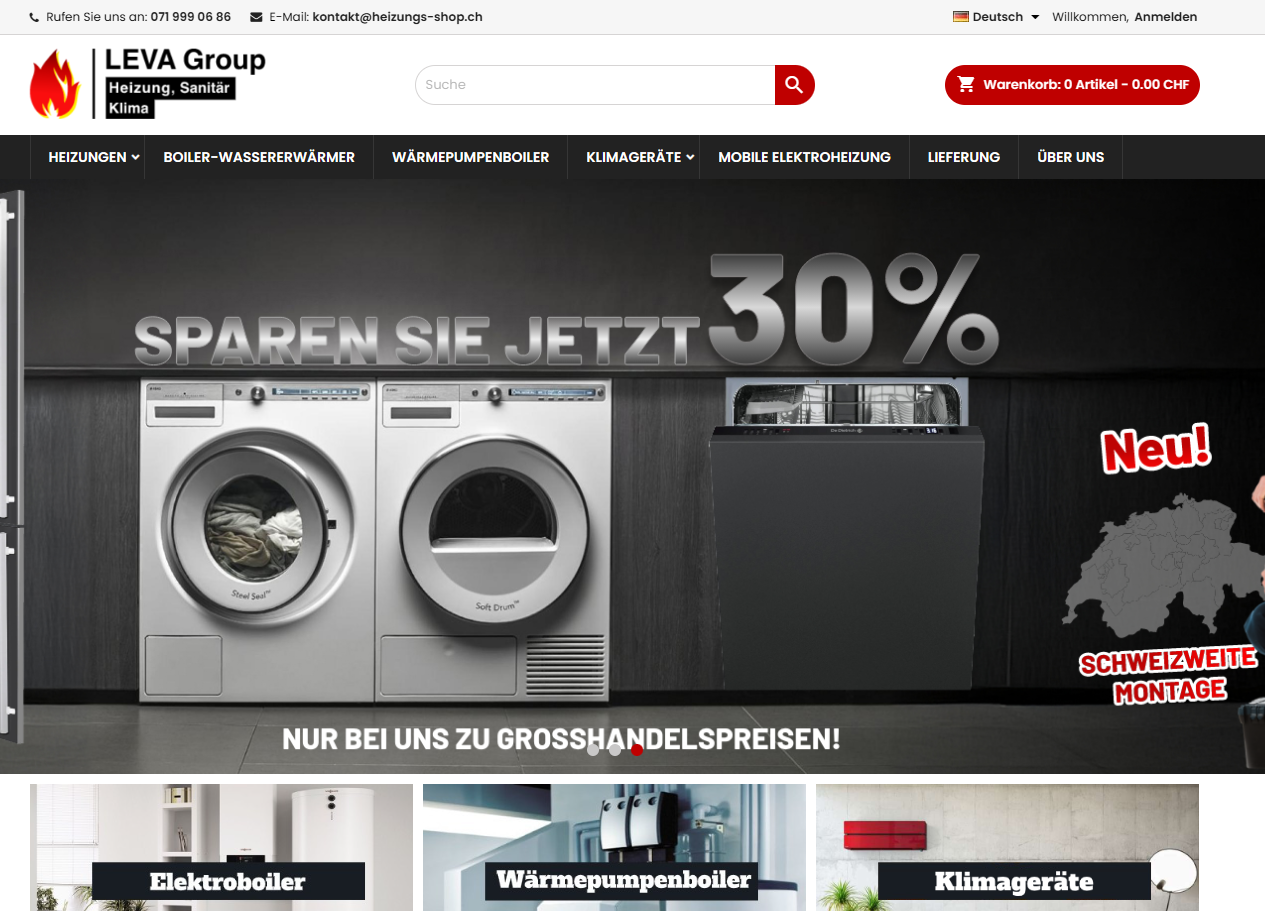 Rufen Sie uns an: 071 999 06 86 E-Mail: kontakt@heizungs-shop.ch Deutsch Willkommen, Anmelden
LEVA Group
Heizung, Sanitär
Klima
Suche
Warenkorb: 0 Artikel - 0.00 CHF
HEIZUNGEN BOILER-WASSERERWÄRMER WÄRMEPUMPENBOILER KLIMAGERÄTE MOBILE ELEKTROHEIZUNG LIEFERUNG ÜBER UNS
SPAREN SIE JETZT 30%
Neu!
Steel Seal™
Soft Drum™
SCHWEIZWEITE
MONTAGE
NUR BEI UNS ZU GROSSHANDELSPREISEN!
Elektroboiler Wärmepumpenboiler Klimageräte